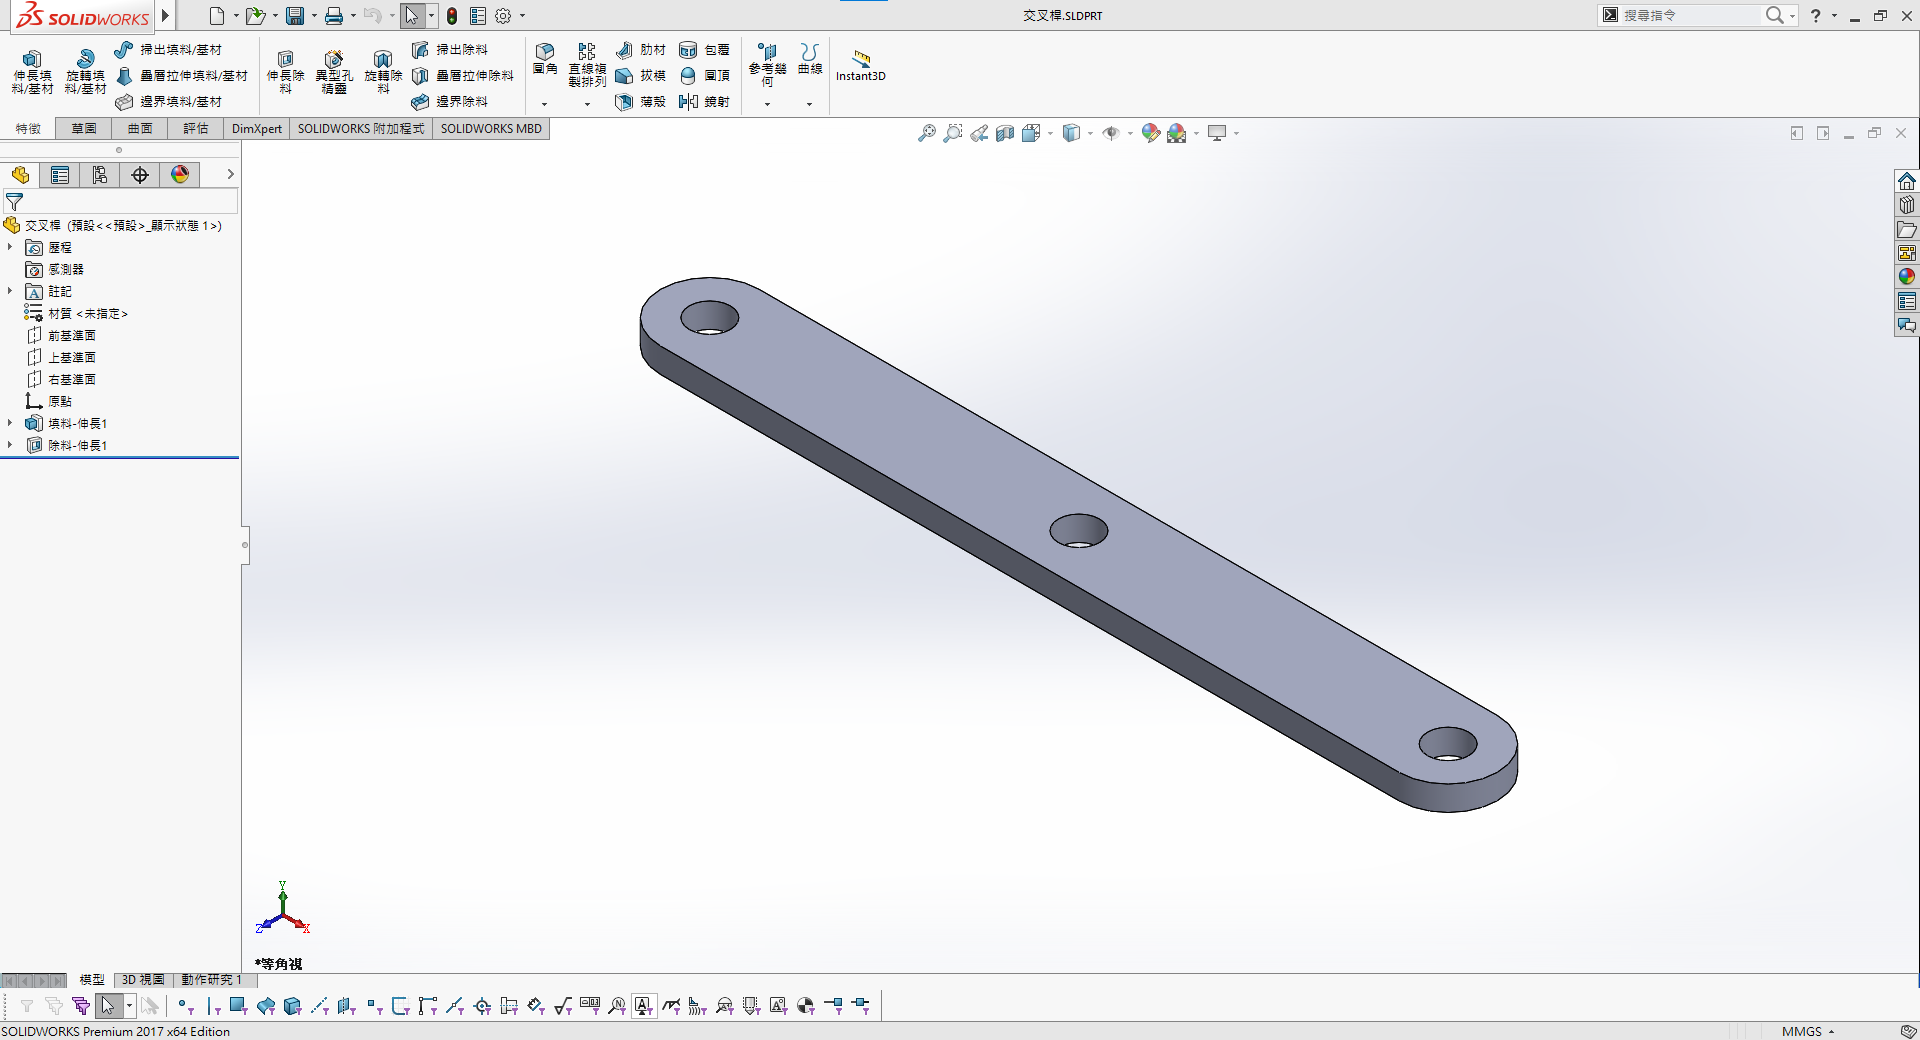 SOLIDWORKS
交叉桿.SLDPRT
搜尋指令
伸長填料/基材
旋轉填料/基材
掃出填料/基材
疊層拉伸填料/基材
邊界填料/基材
伸長除料
異型孔精靈
旋轉除料
掃出除料
疊層拉伸除料
邊界除料
圓角
直線複製排列
肋材
拔模
薄殼
包覆
圓頂
鏡射
參考幾何
曲線
Instant3D
特徵
草圖
曲面
評估
DimXpert
SOLIDWORKS 附加程式
SOLIDWORKS MBD
交叉桿 (預設<<預設>_顯示狀態 1>)
歷程
感測器
註記
材質 <未指定>
前基準面
上基準面
右基準面
原點
填料-伸長1
除料-伸長1
Y
Z
X
*等角視
模型
3D 視圖
動作研究 1
SOLIDWORKS Premium 2017 x64 Edition
MMGS